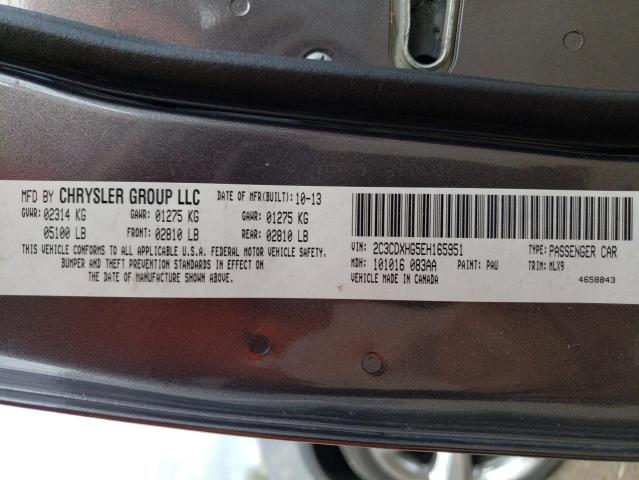 MFD BY CHRYSLER GROUP LLC DATE OF MFR(BUILT): 10-13
GVWR: 02314 KG GAWR: 01275 KG GAWR: 01275 KG
05100 LB FRONT: 02810 LB REAR: 02810 LB
THIS VEHICLE CONFORMS TO ALL APPLICABLE U.S.A. FEDERAL MOTOR VEHICLE SAFETY,
BUMPER AND THEFT PREVENTION STANDARDS IN EFFECT ON
THE DATE OF MANUFACTURE SHOWN ABOVE.
VIN: 2C3CDXHG5EH165951 TYPE: PASSENGER CAR
MDH: 101016 083AA PAINT: PAU TRIM: MLX9
VEHICLE MADE IN CANADA 4658843